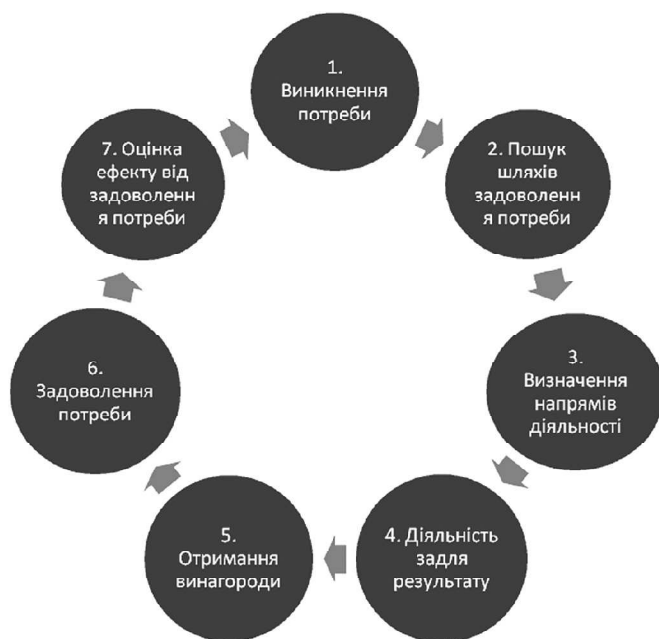 1.
Виникнення
потреби
2. Пошук
шляхів
задоволенн
я потреби
3.
Визначення
напрямів
діяльності
4. Діяльність
задля
результату
5.
Отримання
винагороди
6.
Задоволення
потреби
7. Оцінка
ефекту від
задоволенн
я потреби